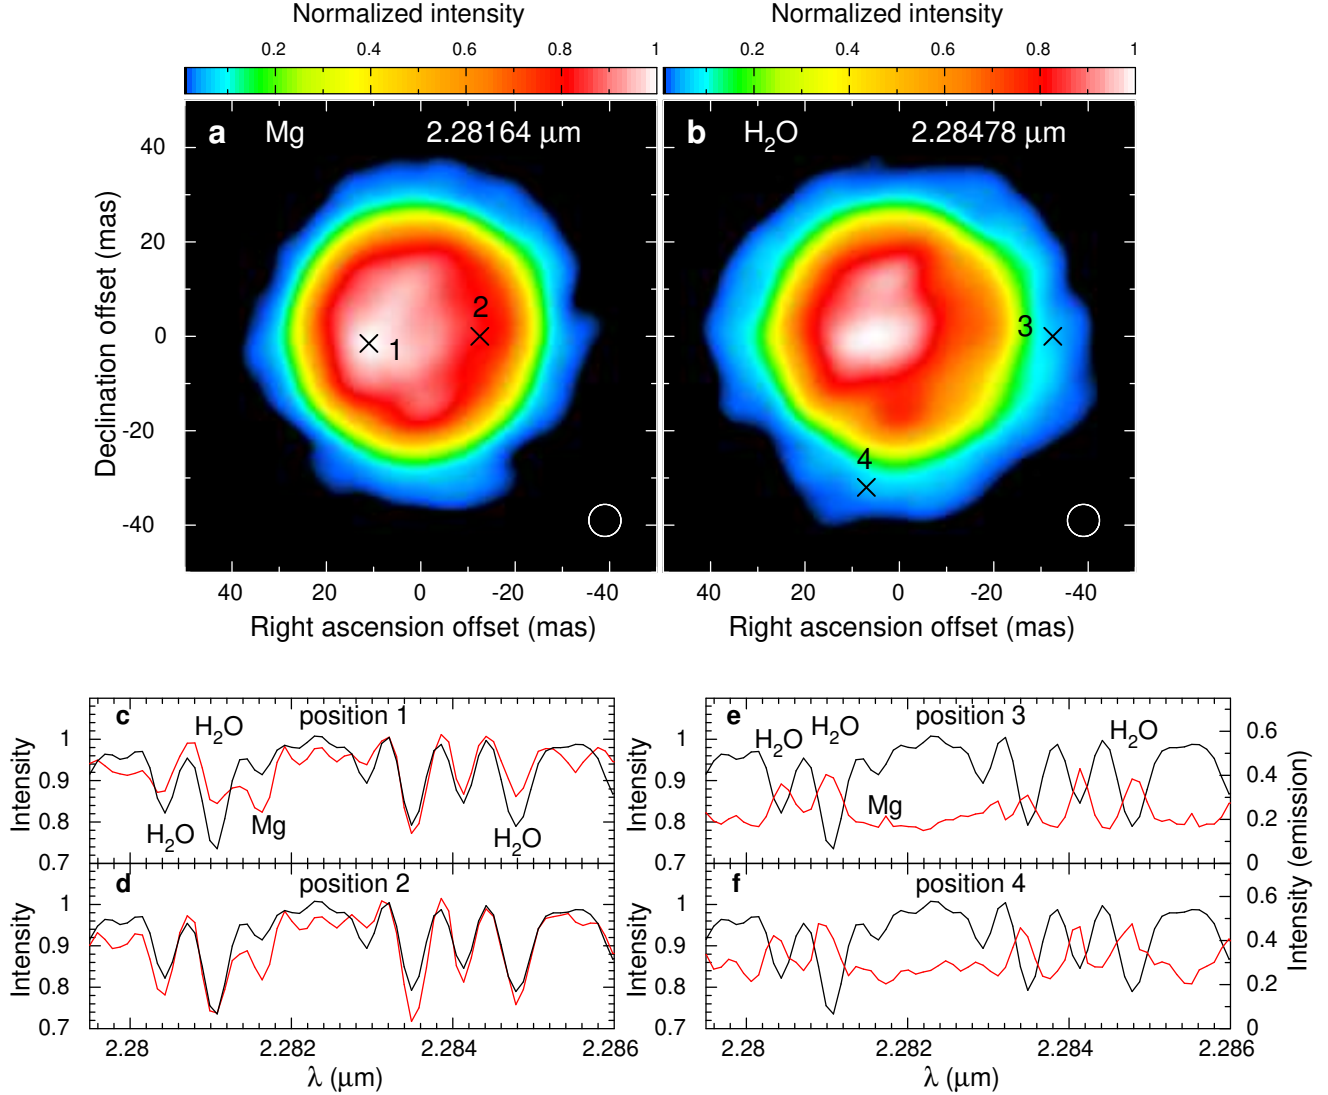 Normalized intensity Normalized intensity
0.2 0.4 0.6 0.8 1 0.2 0.4 0.6 0.8 1
a Mg 2.28164 μm b H₂O 2.28478 μm
40
20
0
-20
-40
Declination offset (mas)
2
1
3
4
40 20 0 -20 -40 40 20 0 -20 -40
Right ascension offset (mas) Right ascension offset (mas)
c position 1
H₂O
H₂O
Mg
H₂O
1
0.9
0.8
0.7
Intensity
e position 3
H₂O
H₂O
H₂O
Mg
1
0.9
0.8
0.7
Intensity
0.6
0.4
0.2
0
d position 2
1
0.9
0.8
0.7
Intensity
f position 4
1
0.9
0.8
0.7
Intensity
0.6
0.4
0.2
0
Intensity (emission)
2.28 2.282 2.284 2.286 2.28 2.282 2.284 2.286
λ (μm) λ (μm)